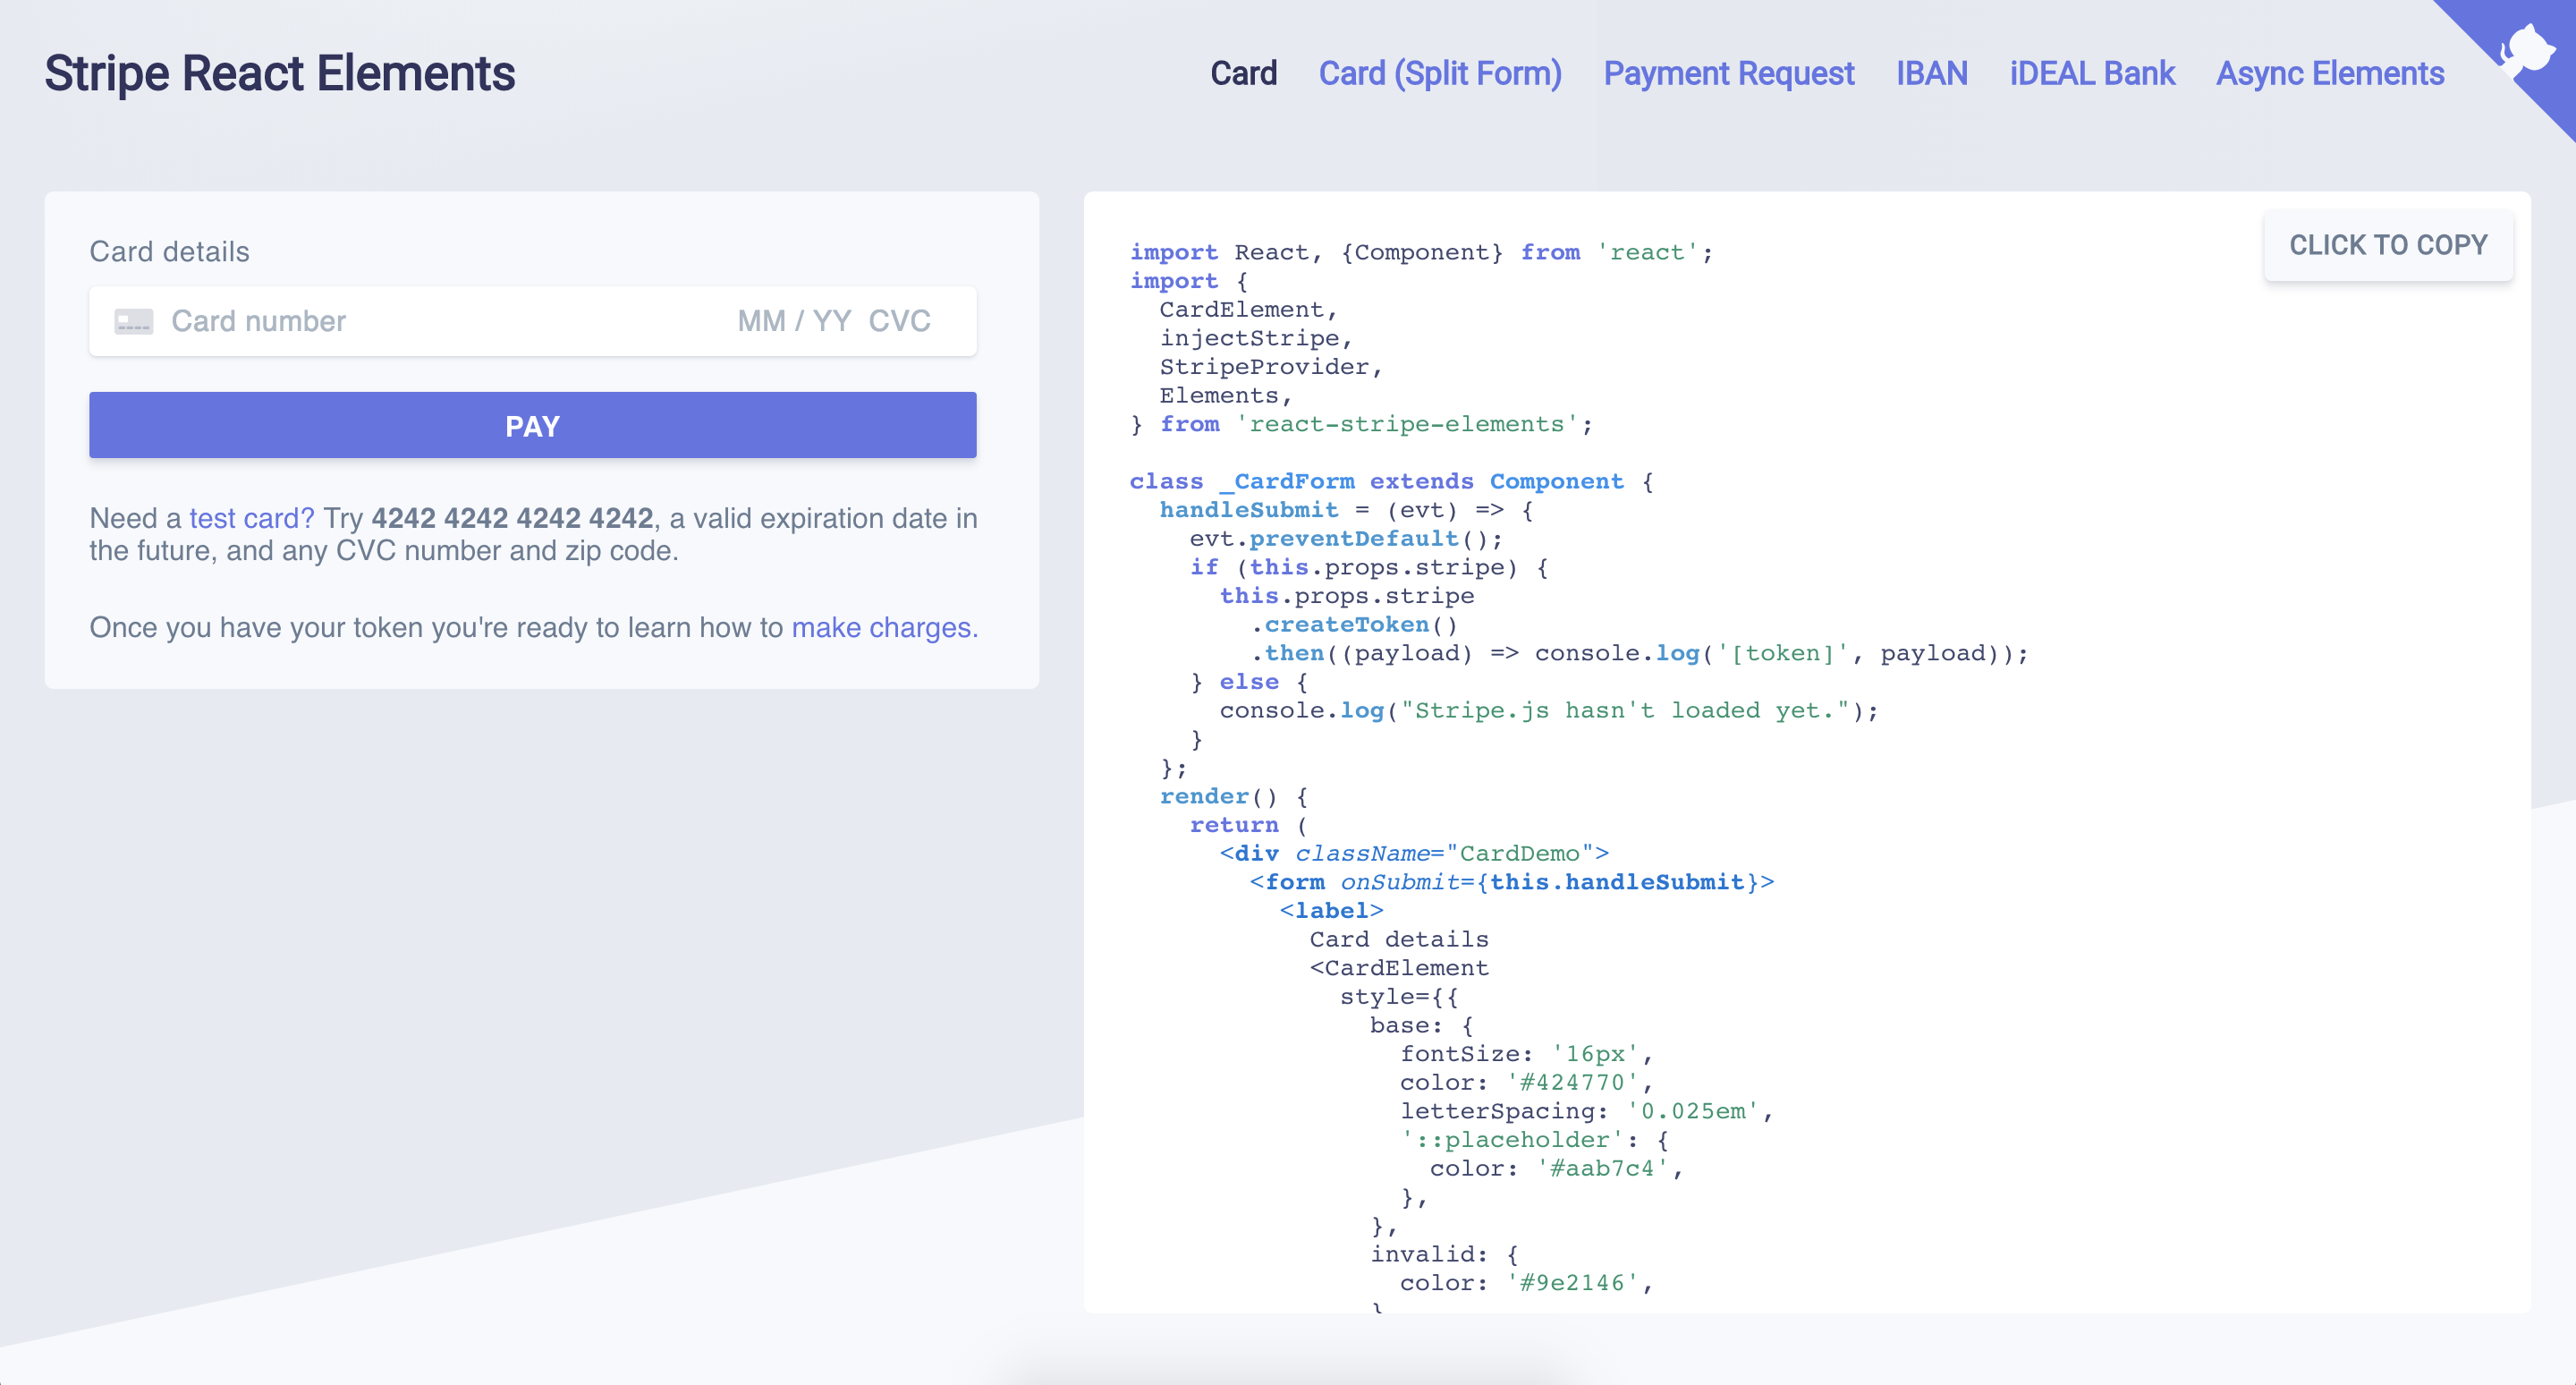 Stripe React Elements
Card
Card (Split Form)
Payment Request
IBAN
iDEAL Bank
Async Elements
Card details
Card number
MM / YY CVC
PAY
Need a test card? Try 4242 4242 4242 4242, a valid expiration date in
the future, and any CVC number and zip code.
Once you have your token you're ready to learn how to make charges.
CLICK TO COPY
import React, {Component} from 'react';
import {
  CardElement,
  injectStripe,
  StripeProvider,
  Elements,
} from 'react-stripe-elements';
class _CardForm extends Component {
  handleSubmit = (evt) => {
    evt.preventDefault();
    if (this.props.stripe) {
      this.props.stripe
        .createToken()
        .then((payload) => console.log('[token]', payload));
    } else {
      console.log("Stripe.js hasn't loaded yet.");
    }
  };
  render() {
    return (
      <div className="CardDemo">
        <form onSubmit={this.handleSubmit}>
          <label>
            Card details
            <CardElement
              style={{
                base: {
                  fontSize: '16px',
                  color: '#424770',
                  letterSpacing: '0.025em',
                  '::placeholder': {
                    color: '#aab7c4',
                  },
                },
                invalid: {
                  color: '#9e2146',
                }